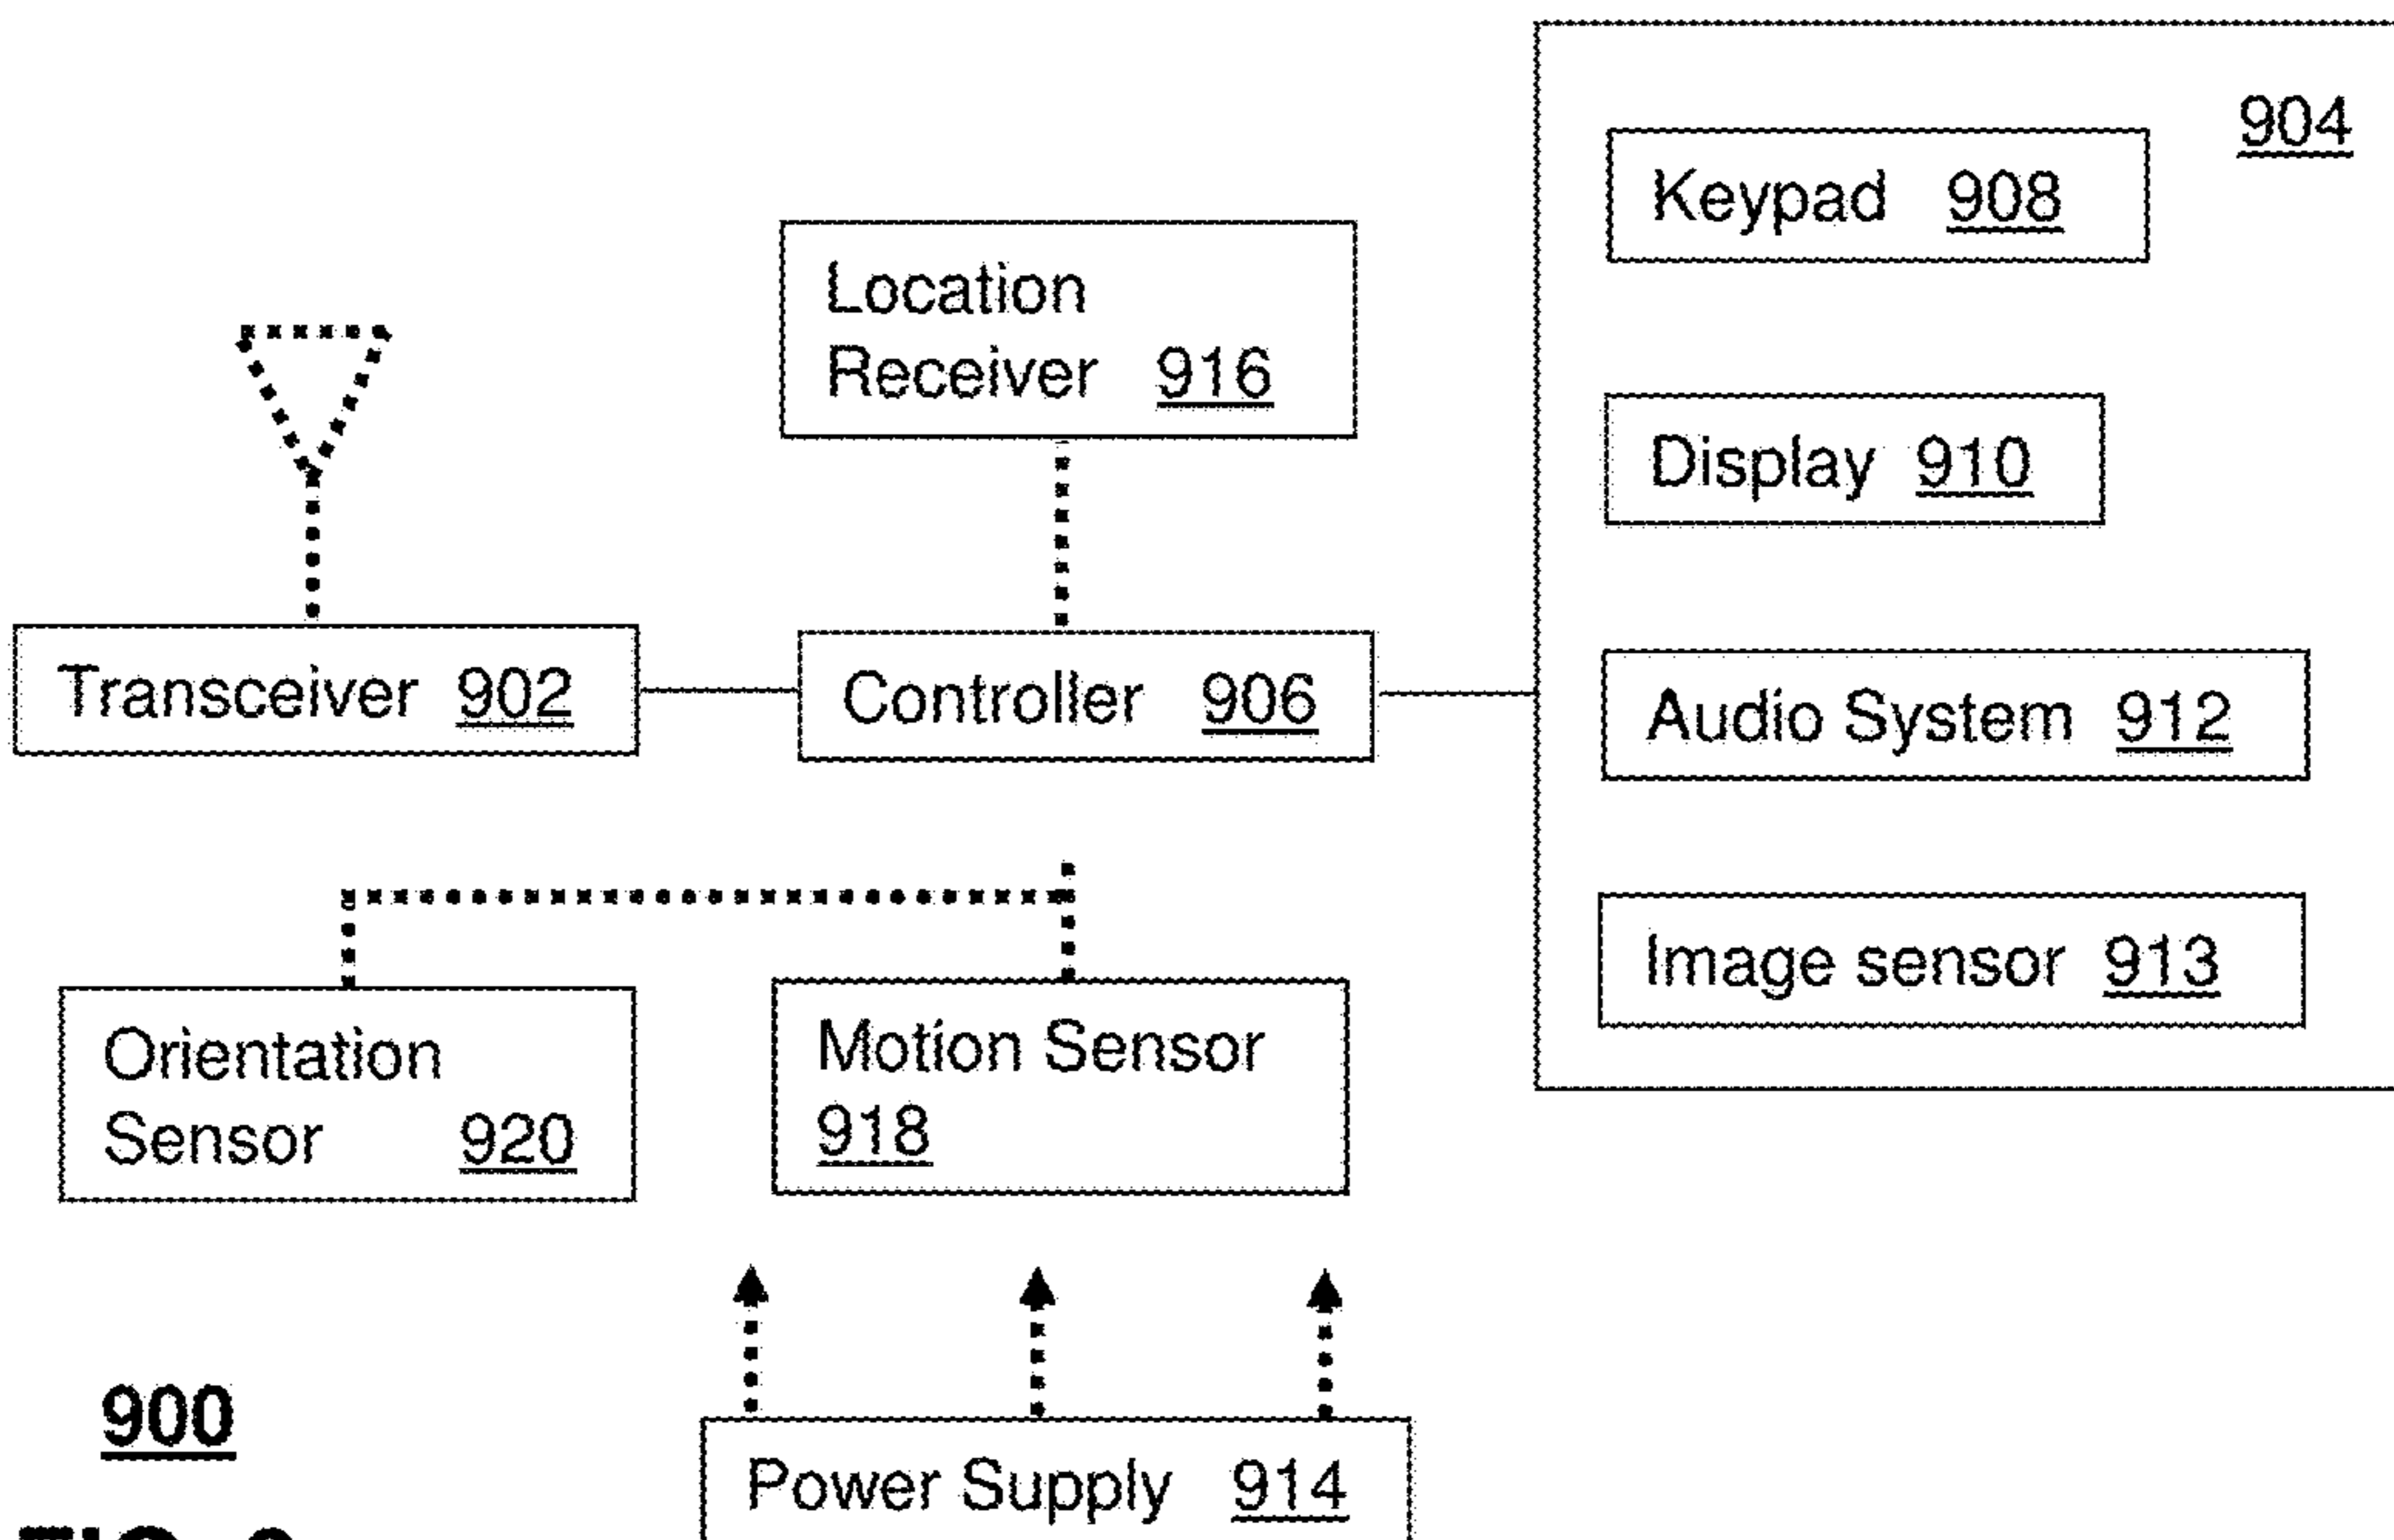 904
Keypad 908
Location
Receiver 916
Display 910
Transceiver 902
Controller 906
Audio System 912
Image sensor 913
Orientation
Sensor 920
Motion Sensor
918
900
Power Supply 914